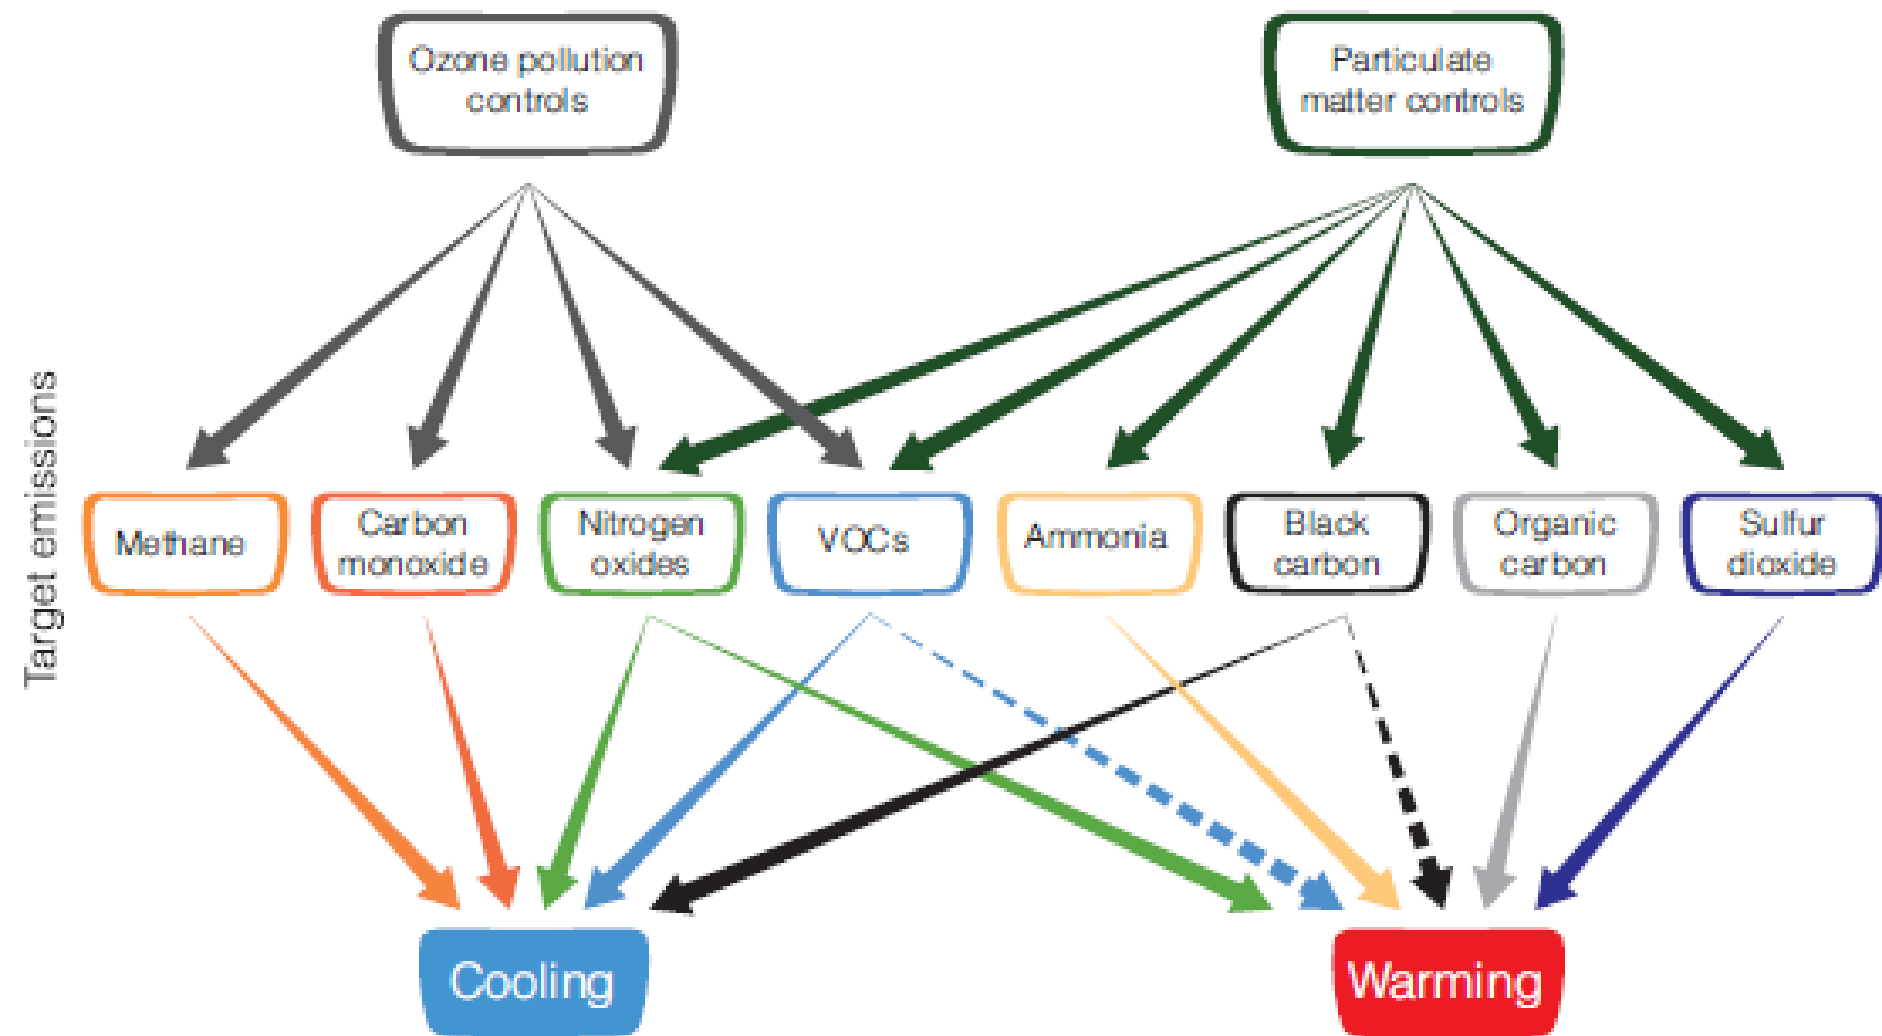 Ozone pollution
controls
Particulate
matter controls
Target emissions
Methane
Carbon
monoxide
Nitrogen
oxides
VOCs
Ammonia
Black
carbon
Organic
carbon
Sulfur
dioxide
Cooling
Warming